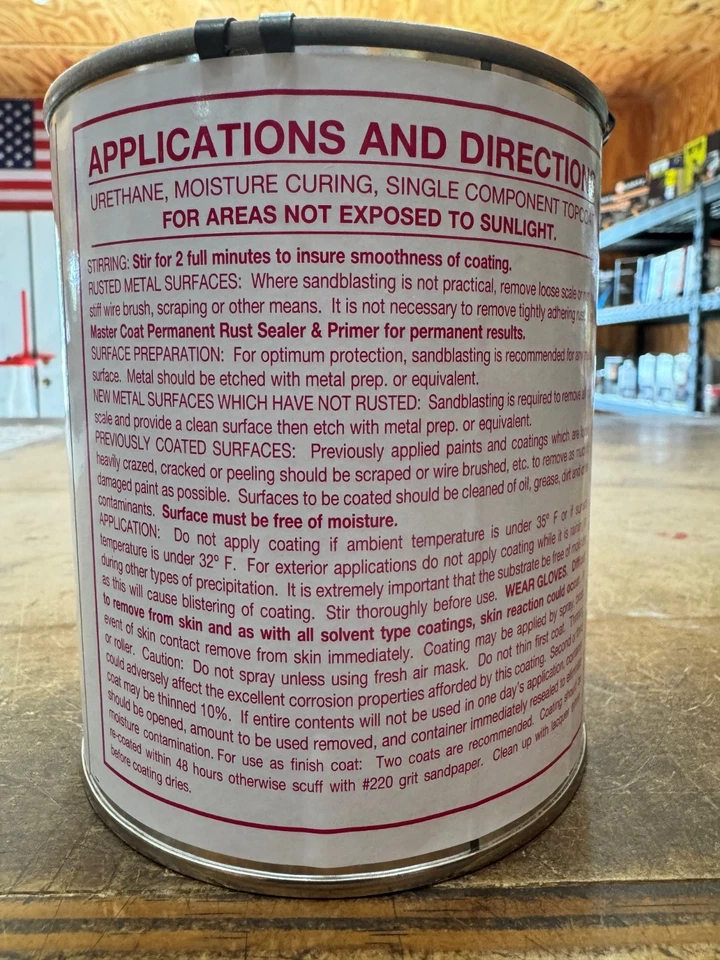 APPLICATIONS AND DIRECTION
URETHANE, MOISTURE CURING, SINGLE COMPONENT TOPCOAT
FOR AREAS NOT EXPOSED TO SUNLIGHT.
STIRRING: Stir for 2 full minutes to insure smoothness of coating.
RUSTED METAL SURFACES: Where sandblasting is not practical, remove loose scale or
stiff wire brush, scraping or other means. It is not necessary to remove tightly adhering
Master Coat Permanent Rust Sealer & Primer for permanent results.
SURFACE PREPARATION: For optimum protection, sandblasting is recommended for any
surface. Metal should be etched with metal prep. or equivalent.
NEW METAL SURFACES WHICH HAVE NOT RUSTED: Sandblasting is required to remove
scale and provide a clean surface then etch with metal prep. or equivalent.
PREVIOUSLY COATED SURFACES: Previously applied paints and coatings which are
heavily crazed, cracked or peeling should be scraped or wire brushed, etc. to remove as much
damaged paint as possible. Surfaces to be coated should be cleaned of oil, grease, dirt and
contaminants. Surface must be free of moisture.
APPLICATION: Do not apply coating if ambient temperature is under 35° F or if
temperature is under 32° F. For exterior applications do not apply coating while it is
during other types of precipitation. It is extremely important that the substrate be free of
as this will cause blistering of coating. Stir thoroughly before use. WEAR GLOVES.
to remove from skin and as with all solvent type coatings, skin reaction could occur.
event of skin contact remove from skin immediately. Coating may be applied by spray,
or roller. Caution: Do not spray unless using fresh air mask. Do not thin first coat.
could adversely affect the excellent corrosion properties afforded by this coating. Second
coat may be thinned 10%. If entire contents will not be used in one day's application,
should be opened, amount to be used removed, and container immediately resealed to
moisture contamination. For use as finish coat: Two coats are recommended. Coating should
re-coated within 48 hours otherwise scuff with #220 grit sandpaper. Clean up with lacquer
before coating dries.